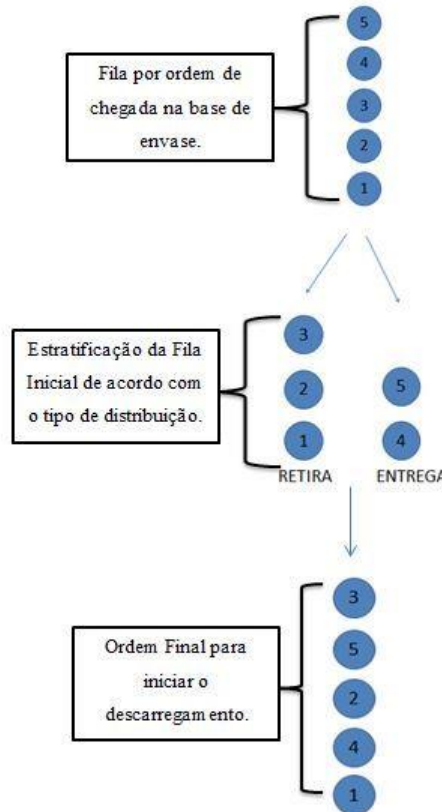 5
4
3
2
1
Fila por ordem de
chegada na base de
envase.
3
2
1
5
4
RETIRA
ENTREGA
Estratificação da Fila
Inicial de acordo com
o tipo de distribuição.
3
5
2
4
1
Ordem Final para
iniciar o
descarregamento.